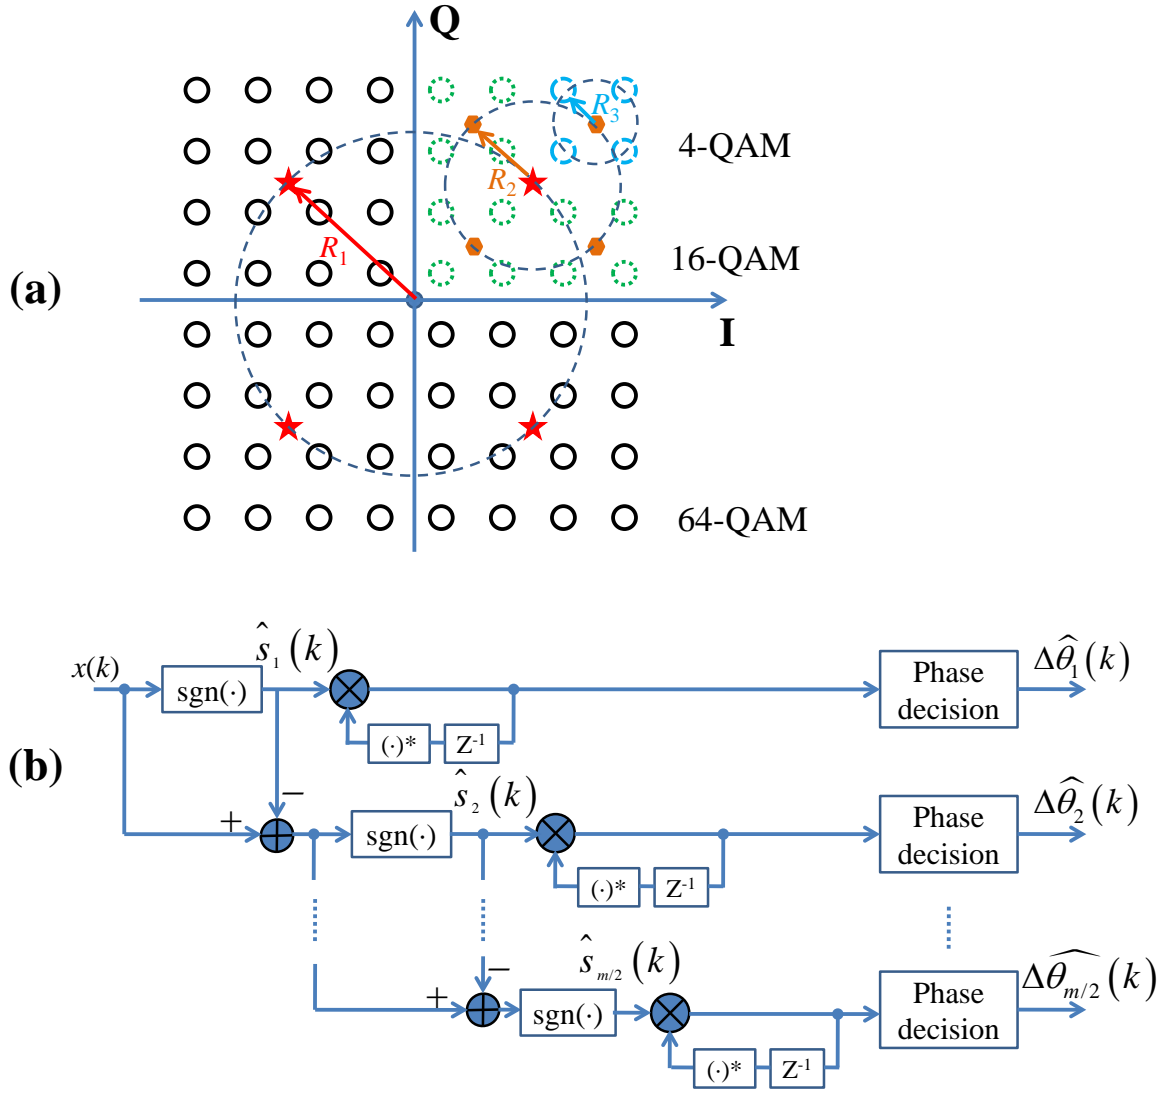 Q
R3
4-QAM
R2
R1
16-QAM
(a)
I
64-QAM
x(k)
sgn(·)
ŝ1(k)
(·)*
Z-1
Phase decision
Δθ̂1(k)
(b)
−
+
sgn(·)
ŝ2(k)
(·)*
Z-1
Phase decision
Δθ̂2(k)
−
+
sgn(·)
ŝm/2(k)
(·)*
Z-1
Phase decision
Δθ̂m/2(k)